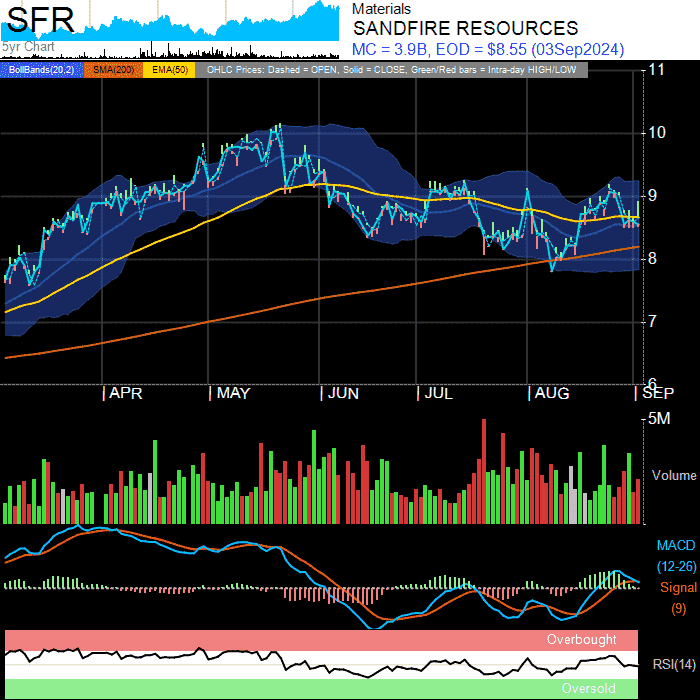 SFR
5yr Chart
Materials
SANDFIRE RESOURCES
MC = 3.9B, EOD = $8.55 (03Sep2024)
BollBands(20,2) SMA(200) EMA(50) OHLC Prices: Dashed = OPEN, Solid = CLOSE, Green/Red bars = Intra-day HIGH/LOW
11
10
9
8
7
6
APR MAY JUN JUL AUG SEP
5M
Volume
MACD
(12-26)
Signal
(9)
Overbought
RSI(14)
Oversold